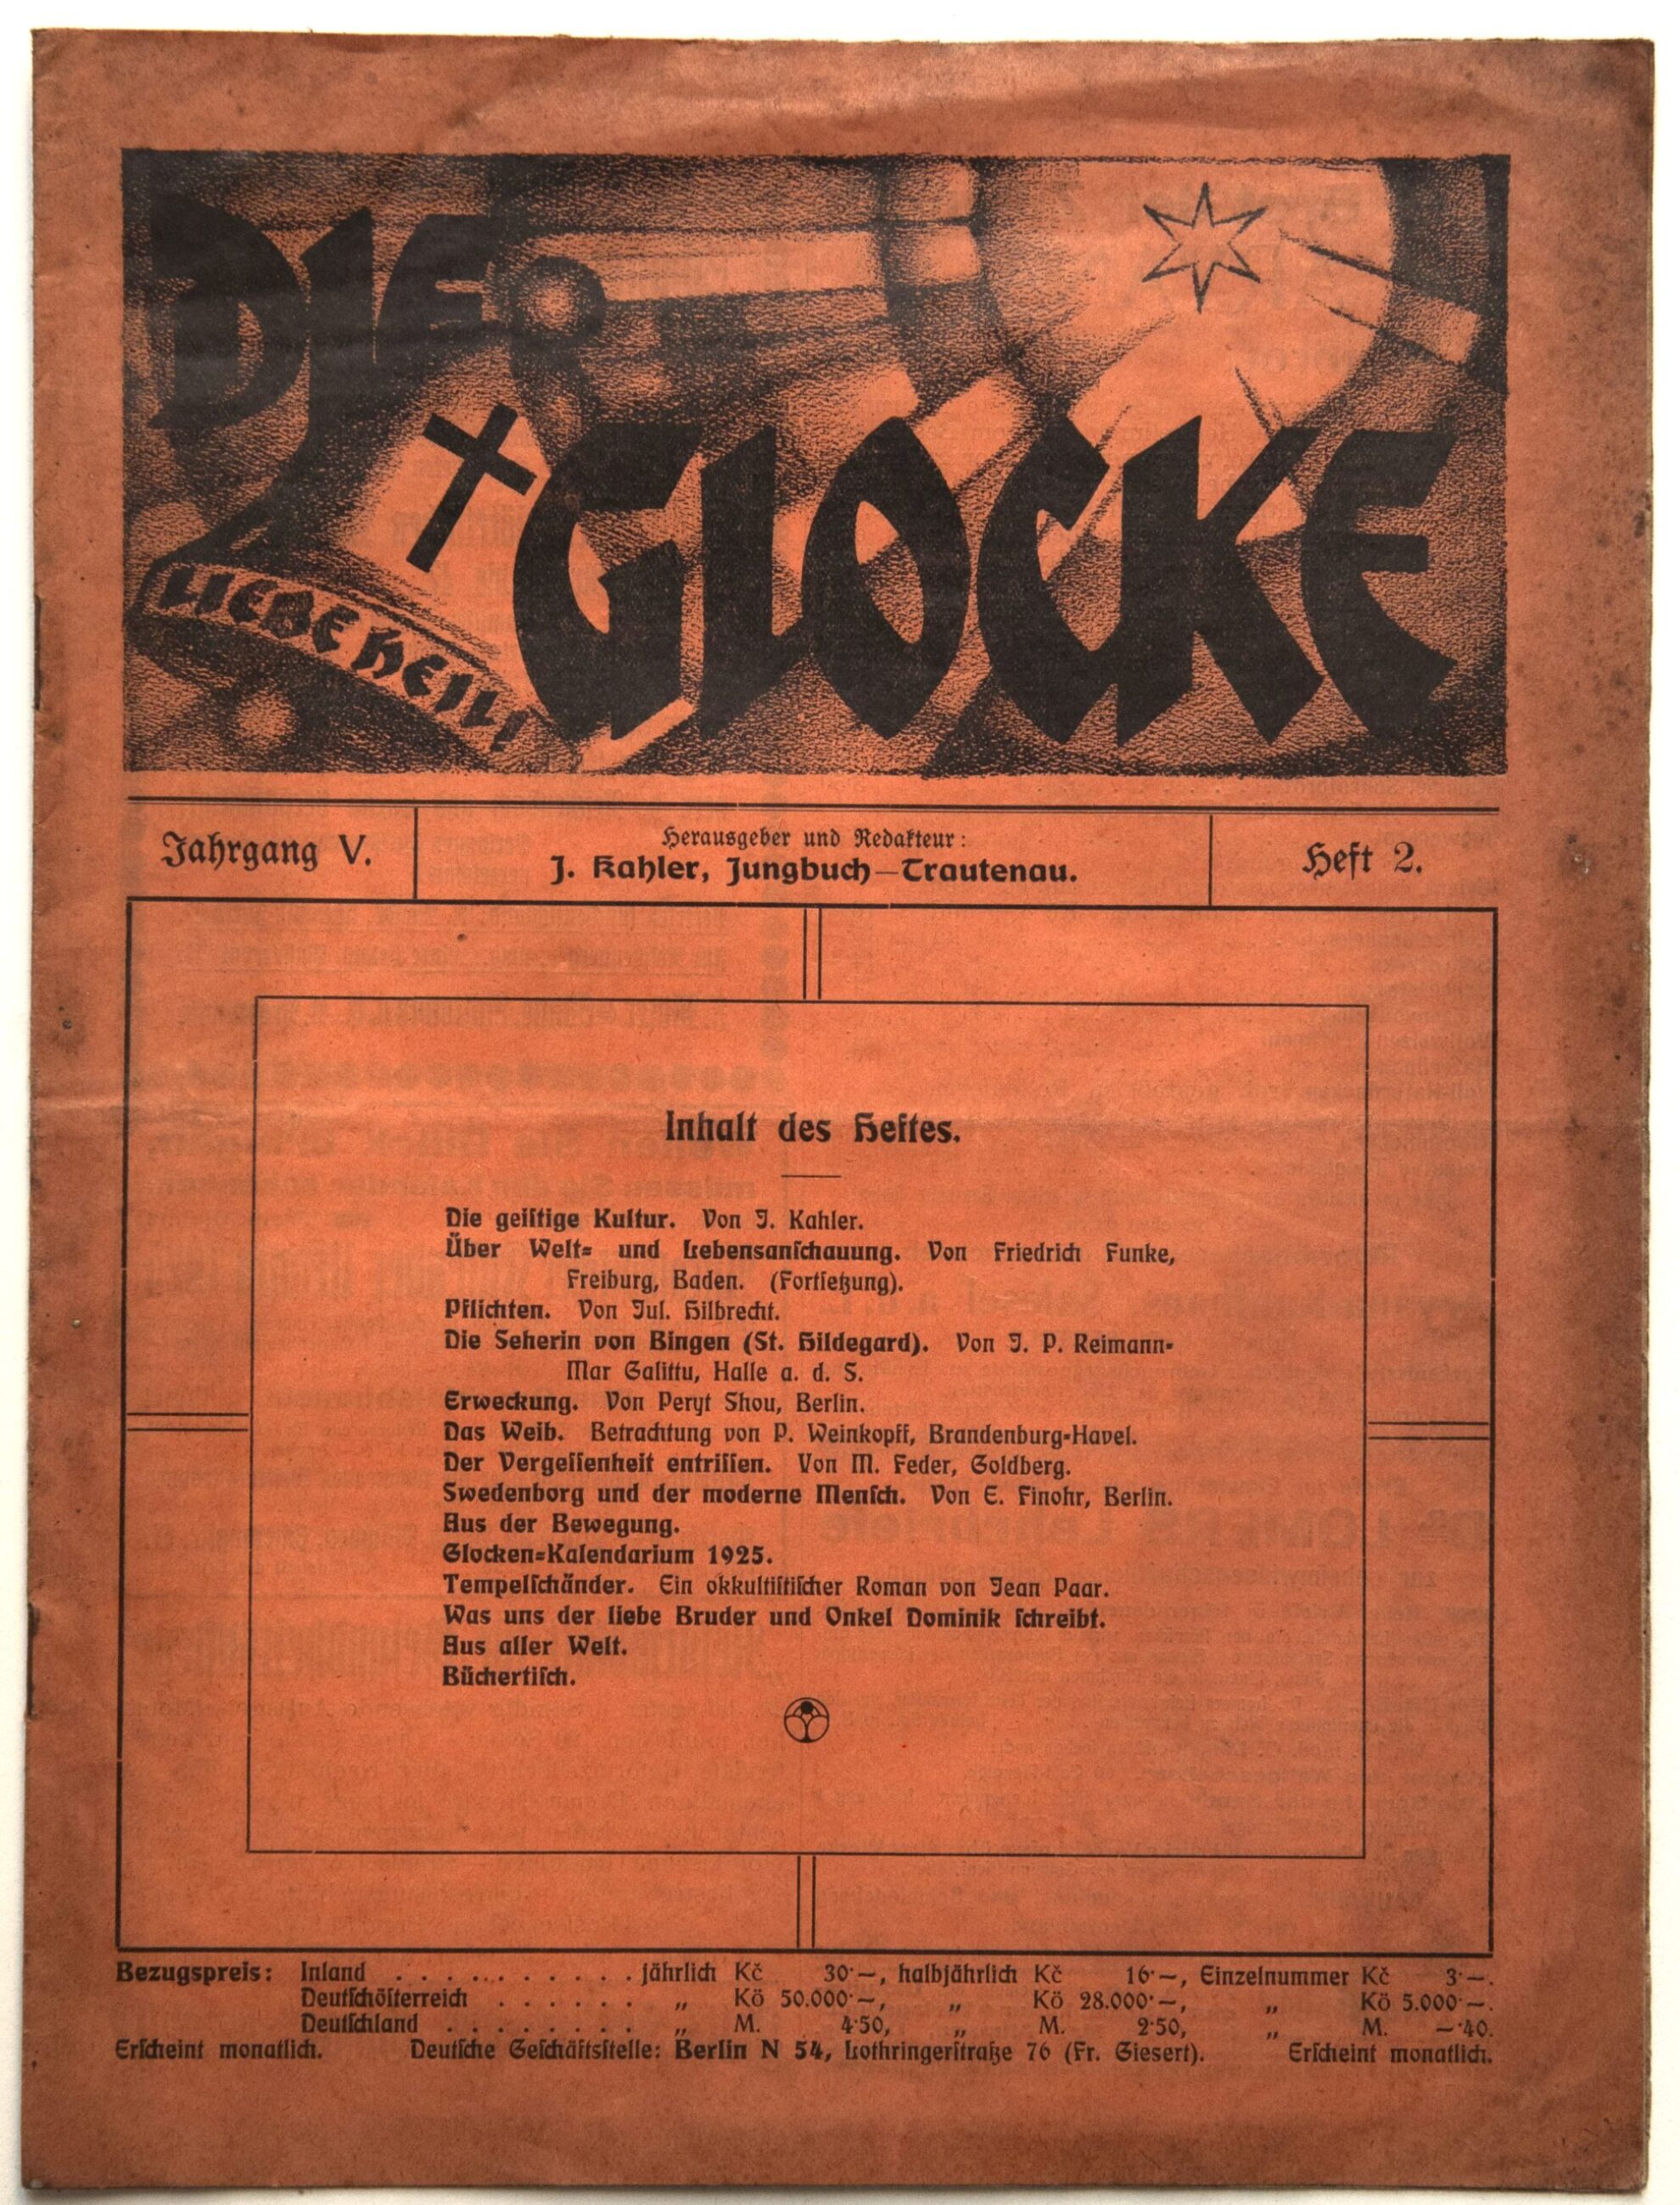 DIE
GLOCKE
LIEBE HEIL!
Jahrgang V.
Herausgeber und Redakteur:
J. Kahler, Jungbuch—Trautenau.
Heft 2.
Inhalt des Heftes.
Die geiſtige Kultur. Von J. Kahler.
Über Welt= und Lebensanſchauung. Von Friedrich Funke,
Freiburg, Baden. (Fortſetzung).
Pflichten. Von Jul. Hilbrecht.
Die Seherin von Bingen (St. Hildegard). Von J. P. Reimann-
Mar Galittu, Halle a. d. S.
Erweckung. Von Peryt Shou, Berlin.
Das Weib. Betrachtung von P. Weinkopff, Brandenburg-Havel.
Der Vergeſſenheit entriſſen. Von M. Feder, Goldberg.
Swedenborg und der moderne Menſch. Von E. Finohr, Berlin.
Aus der Bewegung.
Glocken=Kalendarium 1925.
Tempelſchänder. Ein okkultiſtiſcher Roman von Jean Paar.
Was uns der liebe Bruder und Onkel Dominik ſchreibt.
Aus aller Welt.
Büchertiſch.
Bezugspreis: Inland . . . . . . . . . . . jährlich Kč 30·—, halbjährlich Kč 16·—, Einzelnummer Kč 3·—.
Deutſchöſterreich . . . . . . „ Kö 50.000·—, „ Kö 28.000·—, „ Kö 5.000·—.
Deutſchland . . . . . . . . „ M. 4·50, „ M. 2·50, „ M. —·40.
Erſcheint monatlich. Deutſche Geſchäftsſtelle: Berlin N 54, Lothringerſtraße 76 (Fr. Gieſert). Erſcheint monatlich.